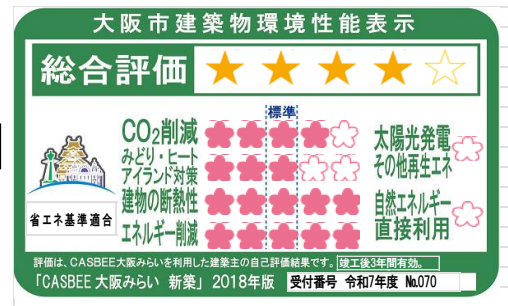 大阪市建築物環境性能表示
総合評価
標準
CO₂削減
みどり・ヒート
アイランド対策
建物の断熱性
エネルギー削減
太陽光発電
その他再生エネ
自然エネルギー
直接利用
省エネ基準適合
評価は、CASBEE大阪みらいを利用した建築主の自己評価結果です。 竣工後3年間有効。
「CASBEE大阪みらい 新築」2018年版 受付番号 令和7年度 №070